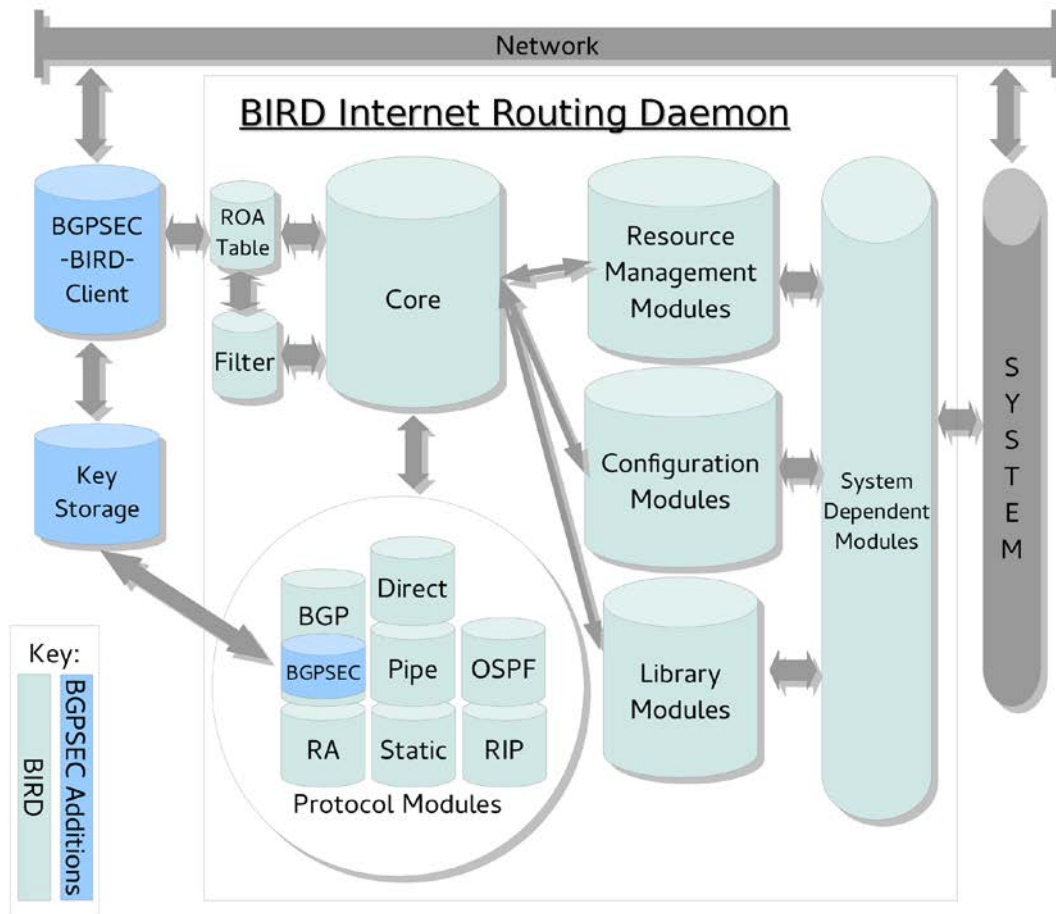 Network
BIRD Internet Routing Daemon
BGPSEC
-BIRD-
Client
ROA
Table
Filter
Core
Resource
Management
Modules
Key
Storage
Configuration
Modules
System
Dependent
Modules
SYSTEM
Direct
BGP
BGPSEC
Pipe
OSPF
RA
Static
RIP
Protocol Modules
Library
Modules
Key:
BIRD
BGPSEC Additions